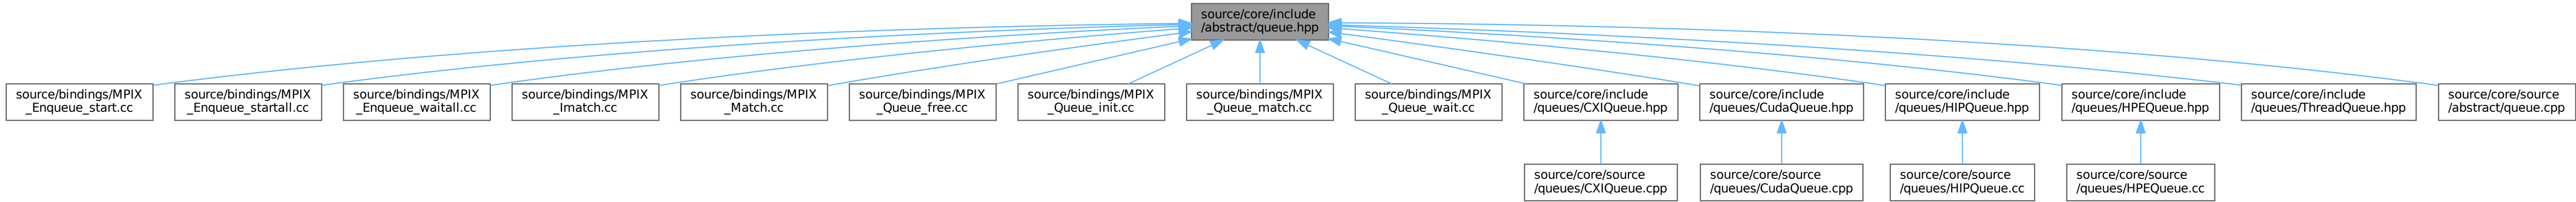 source/core/include
/abstract/queue.hpp
source/bindings/MPIX
_Enqueue_start.cc
source/bindings/MPIX
_Enqueue_startall.cc
source/bindings/MPIX
_Enqueue_waitall.cc
source/bindings/MPIX
_Imatch.cc
source/bindings/MPIX
_Match.cc
source/bindings/MPIX
_Queue_free.cc
source/bindings/MPIX
_Queue_init.cc
source/bindings/MPIX
_Queue_match.cc
source/bindings/MPIX
_Queue_wait.cc
source/core/include
/queues/CXIQueue.hpp
source/core/include
/queues/CudaQueue.hpp
source/core/include
/queues/HIPQueue.hpp
source/core/include
/queues/HPEQueue.hpp
source/core/include
/queues/ThreadQueue.hpp
source/core/source
/abstract/queue.cpp
source/core/source
/queues/CXIQueue.cpp
source/core/source
/queues/CudaQueue.cpp
source/core/source
/queues/HIPQueue.cc
source/core/source
/queues/HPEQueue.cc